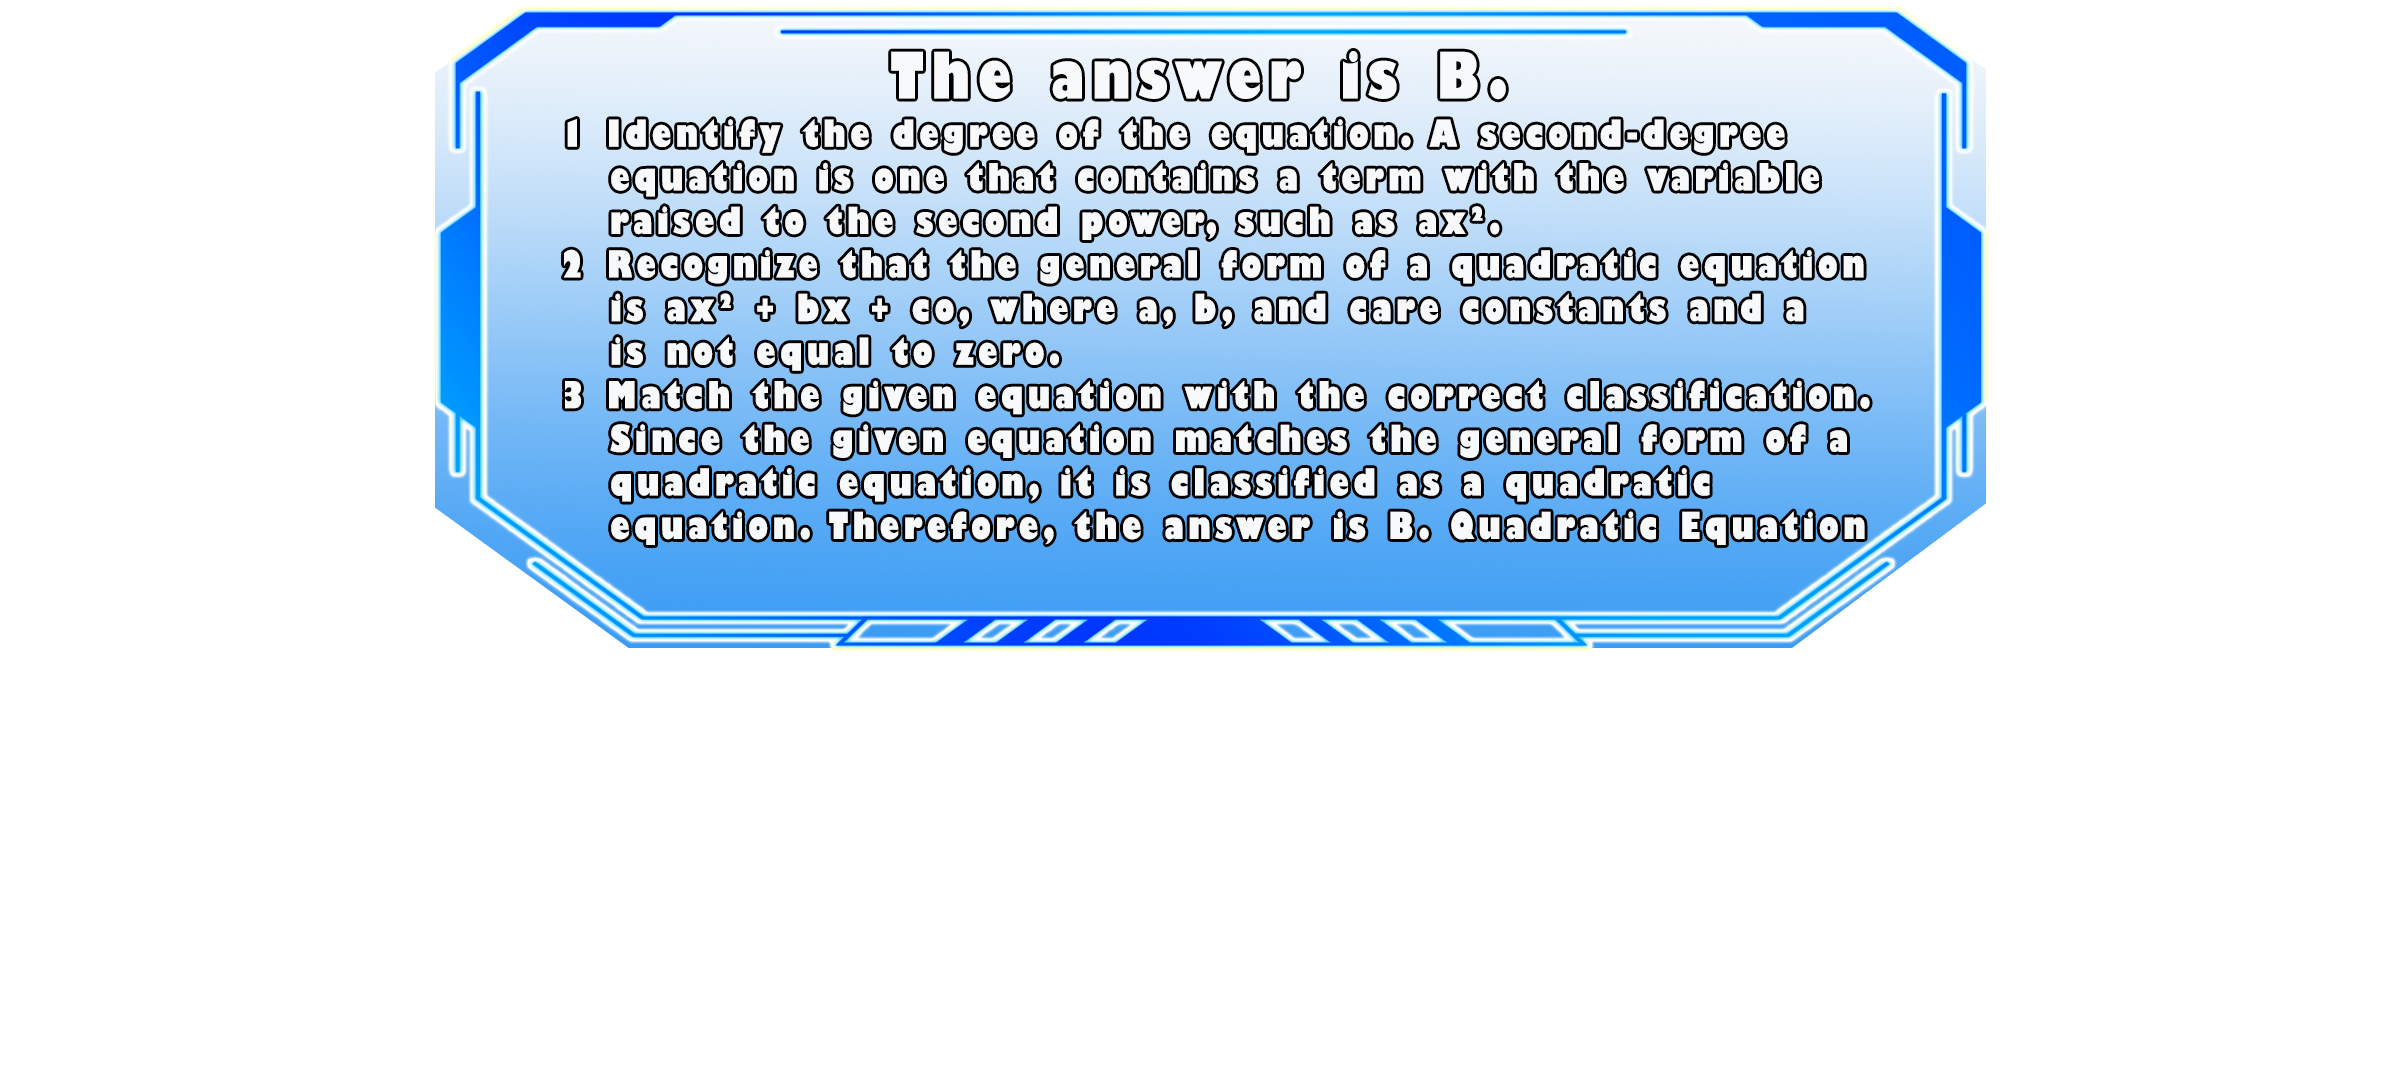 The answer is B.
1 Identify the degree of the equation. A second-degree
equation is one that contains a term with the variable
raised to the second power, such as ax².
2 Recognize that the general form of a quadratic equation
is ax² + bx + co, where a, b, and care constants and a
is not equal to zero.
3 Match the given equation with the correct classification.
Since the given equation matches the general form of a
quadratic equation, it is classified as a quadratic
equation. Therefore, the answer is B. Quadratic Equation